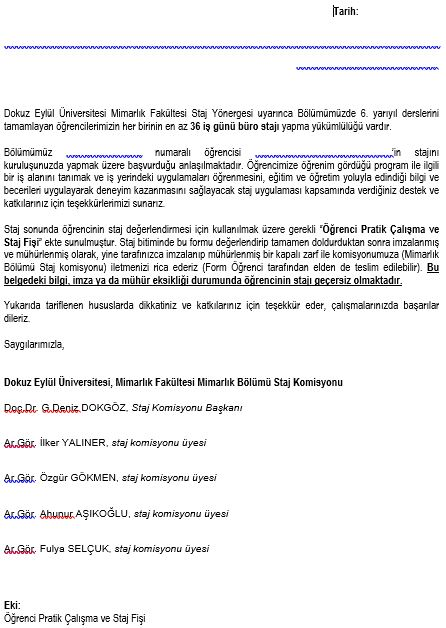 Tarih:
Dokuz Eylül Üniversitesi Mimarlık Fakültesi Staj Yönergesi uyarınca Bölümümüzde 6. yarıyıl derslerini
tamamlayan öğrencilerimizin her birinin en az 36 iş günü büro stajı yapma yükümlülüğü vardır.
Bölümümüz numaralı öğrencisi 'in stajını
kuruluşunuzda yapmak üzere başvurduğu anlaşılmaktadır. Öğrencimize öğrenim gördüğü program ile ilgili
bir iş alanını tanımak ve iş yerindeki uygulamaları öğrenmesini, eğitim ve öğretim yoluyla edindiği bilgi ve
becerileri uygulayarak deneyim kazanmasını sağlayacak staj uygulaması kapsamında verdiğiniz destek ve
katkılarınız için teşekkürlerimizi sunarız.
Staj sonunda öğrencinin staj değerlendirmesi için kullanılmak üzere gerekli "Öğrenci Pratik Çalışma ve
Staj Fişi" ekte sunulmuştur. Staj bitiminde bu formu değerlendirip tamamen doldurduktan sonra imzalanmış
ve mühürlenmiş olarak, yine tarafınızca imzalanıp mühürlenmiş bir kapalı zarf ile komisyonumuza (Mimarlık
Bölümü Staj komisyonu) iletmenizi rica ederiz (Form Öğrenci tarafından elden de teslim edilebilir). Bu
belgedeki bilgi, imza ya da mühür eksikliği durumunda öğrencinin stajı geçersiz olmaktadır.
Yukarıda tariflenen hususlarda dikkatiniz ve katkılarınız için teşekkür eder, çalışmalarınızda başarılar
dileriz.
Saygılarımızla,
Dokuz Eylül Üniversitesi, Mimarlık Fakültesi Mimarlık Bölümü Staj Komisyonu
Doç.Dr. G.Deniz DOKGÖZ, Staj Komisyonu Başkanı
Ar.Gör. İlker YALINER, staj komisyonu üyesi
Ar.Gör. Özgür GÖKMEN, staj komisyonu üyesi
Ar.Gör. Ahunur AŞIKOĞLU, staj komisyonu üyesi
Ar.Gör. Fulya SELÇUK, staj komisyonu üyesi
Eki:
Öğrenci Pratik Çalışma ve Staj Fişi